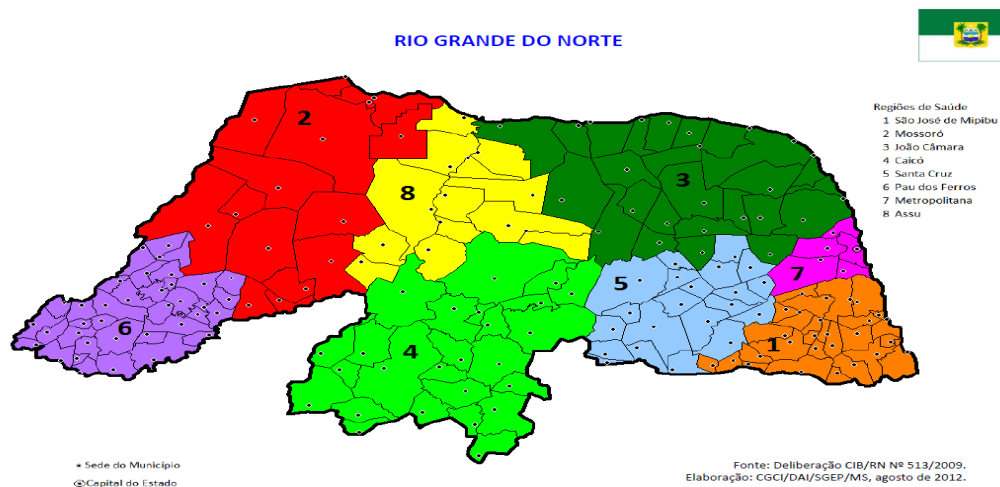 RIO GRANDE DO NORTE
Regiões de Saúde
1 São José de Mipibu
2 Mossoró
3 João Câmara
4 Caicó
5 Santa Cruz
6 Pau dos Ferros
7 Metropolitana
8 Assu
2
8
3
5
7
6
4
1
Sede do Município
Capital do Estado
Fonte: Deliberação CIB/RN Nº 513/2009.
Elaboração: CGCI/DAI/SGEP/MS, agosto de 2012.